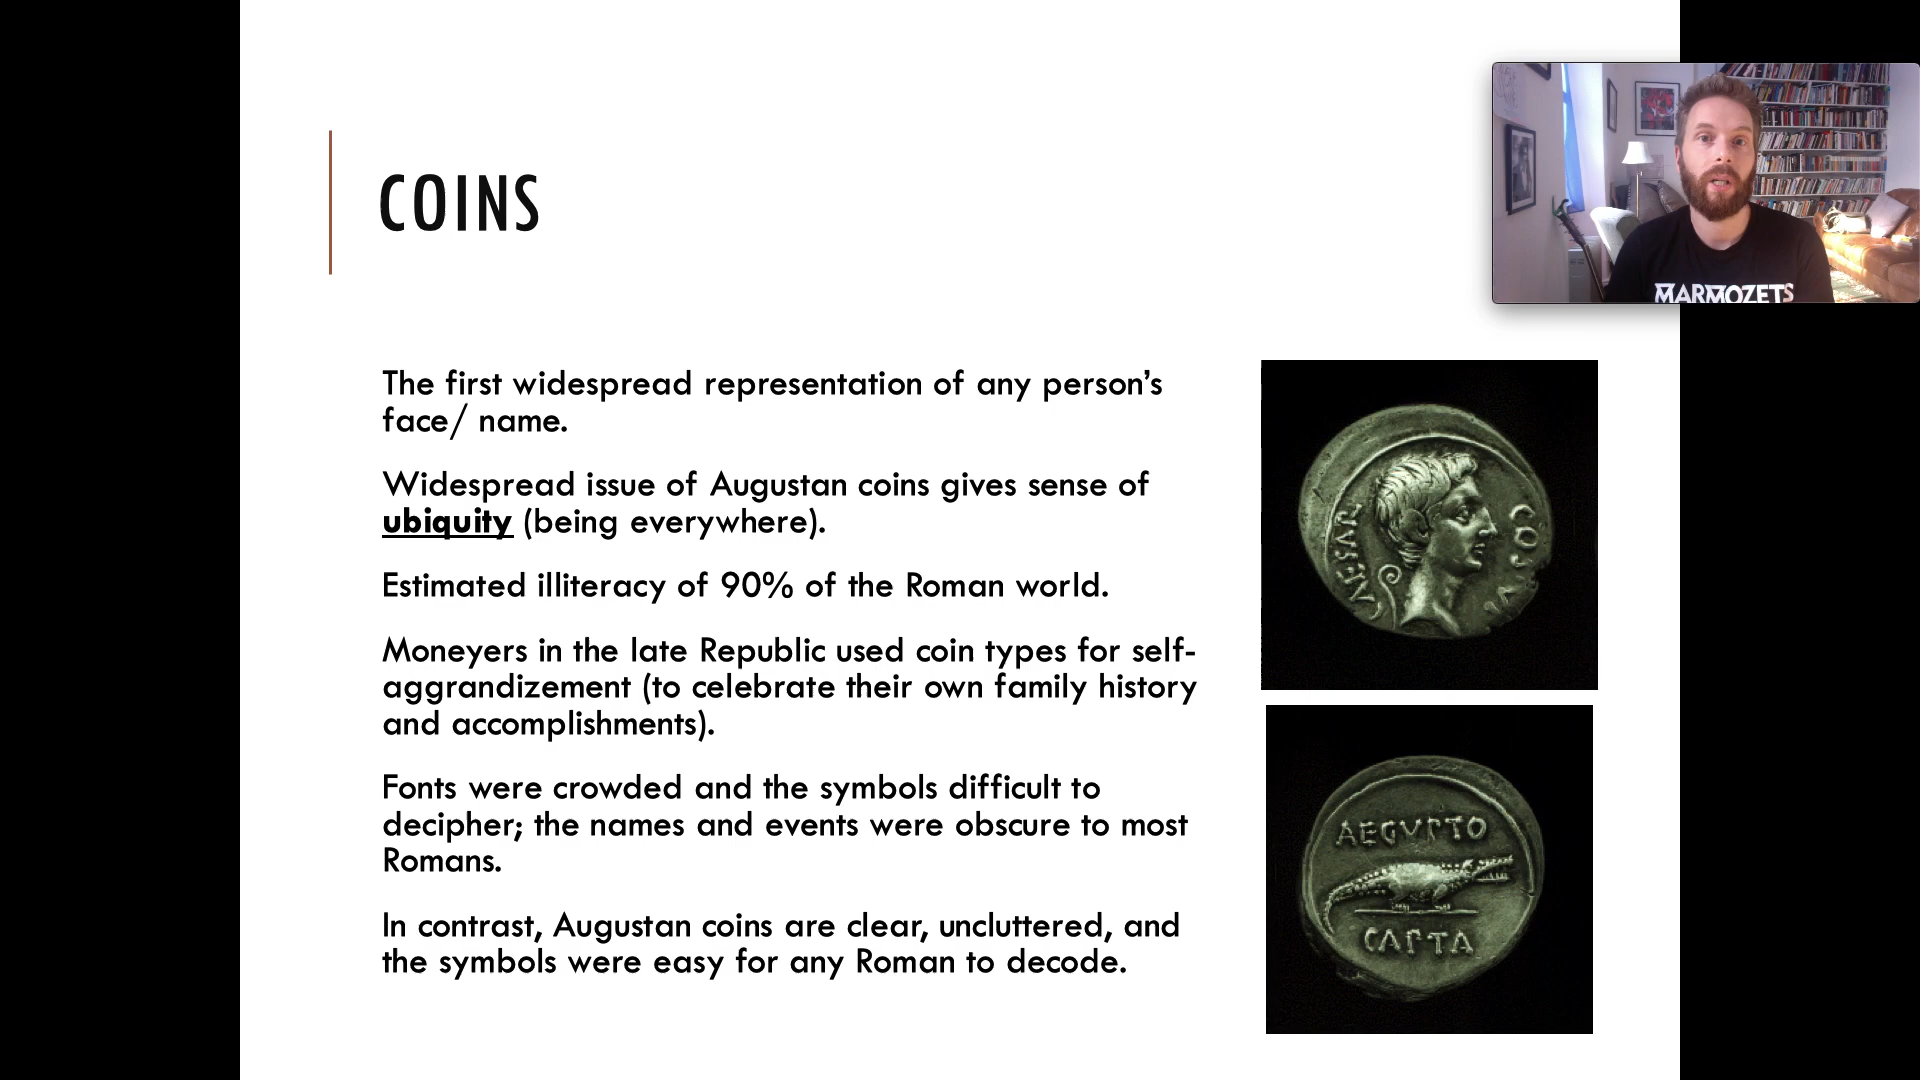 COINS
The first widespread representation of any person's
face/ name.
Widespread issue of Augustan coins gives sense of
ubiquity (being everywhere).
Estimated illiteracy of 90% of the Roman world.
Moneyers in the late Republic used coin types for self-
aggrandizement (to celebrate their own family history
and accomplishments).
Fonts were crowded and the symbols difficult to
decipher; the names and events were obscure to most
Romans.
In contrast, Augustan coins are clear, uncluttered, and
the symbols were easy for any Roman to decode.
MARMOZETS
CAESAR
COS VI
AEGVPTO
CAPTA